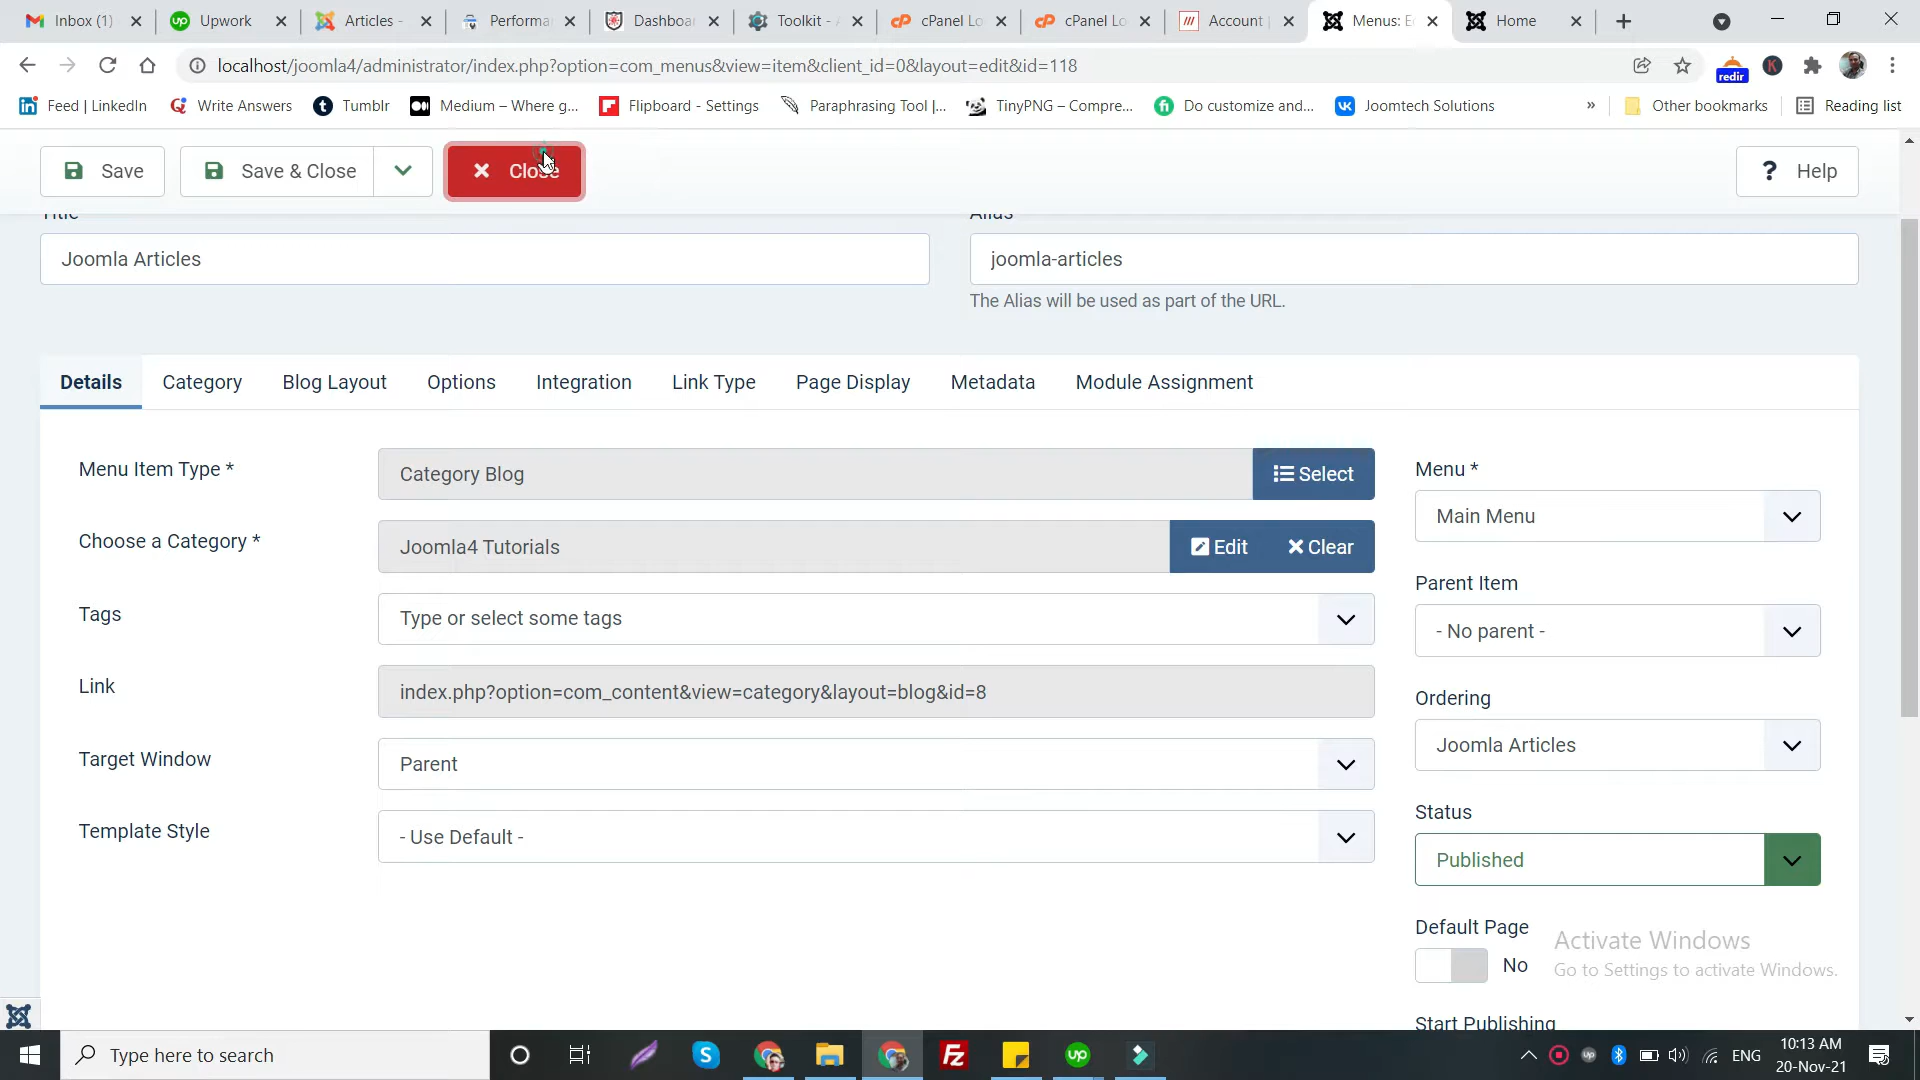 Inbox (1)
Upwork
Articles -
Performa
Dashboa
Toolkit -
cPanel Lo
cPanel Lo
Account
Menus: E
Home
localhost/joomla4/administrator/index.php?option=com_menus&view=item&client_id=0&layout=edit&id=118
redir
K
Feed | LinkedIn
Write Answers
Tumblr
Medium – Where g...
Flipboard - Settings
Paraphrasing Tool |...
TinyPNG – Compre...
Do customize and...
Joomtech Solutions
»
Other bookmarks
Reading list
Save
Save & Close
Close
? Help
Title
Alias
Joomla Articles
joomla-articles
The Alias will be used as part of the URL.
Details
Category
Blog Layout
Options
Integration
Link Type
Page Display
Metadata
Module Assignment
Menu Item Type *
Category Blog
Select
Choose a Category *
Joomla4 Tutorials
Edit
Clear
Tags
Type or select some tags
Link
index.php?option=com_content&view=category&layout=blog&id=8
Target Window
Parent
Template Style
- Use Default -
Menu *
Main Menu
Parent Item
- No parent -
Ordering
Joomla Articles
Status
Published
Default Page
No
Start Publishing
Activate Windows
Go to Settings to activate Windows.
Type here to search
ENG
10:13 AM
20-Nov-21